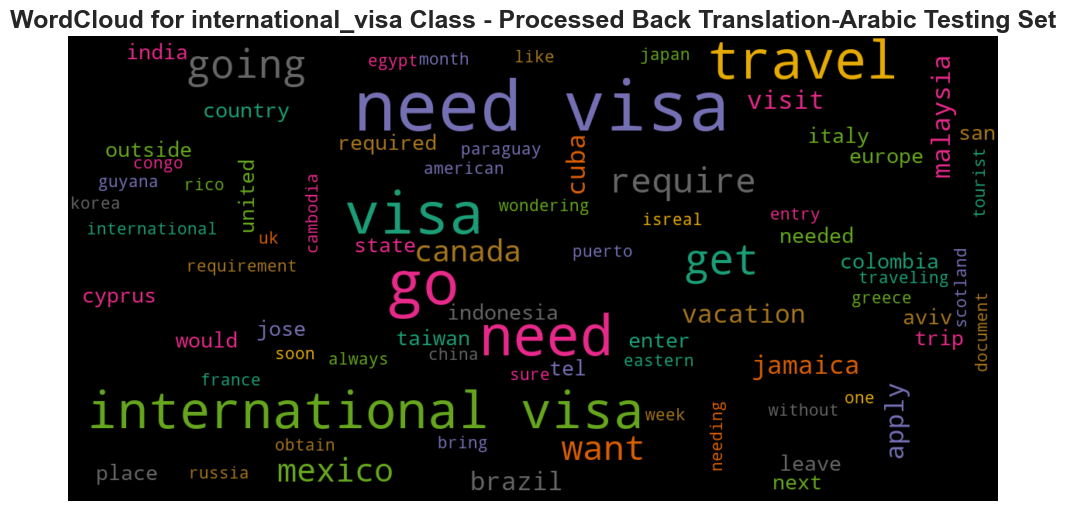 WordCloud for international_visa Class - Processed Back Translation-Arabic Testing Set
india
going
egypt
month
like
japan
travel
country
need visa
visit
malaysia
outside
congo
required
paraguay
american
cuba
italy
europe
san
guyana
rico
united
cambodia
require
tourist
korea
international
uk
visa
wondering
isreal
entry
needed
state
canada
puerto
get
requirement
colombia
traveling
scotland
cyprus
go
indonesia
greece
vacation
aviv
document
would
jose
taiwan
need
enter
trip
soon
always
china
eastern
france
sure
tel
jamaica
international visa
week
needing
without
one
apply
obtain
bring
want
place
russia
mexico
brazil
leave
next